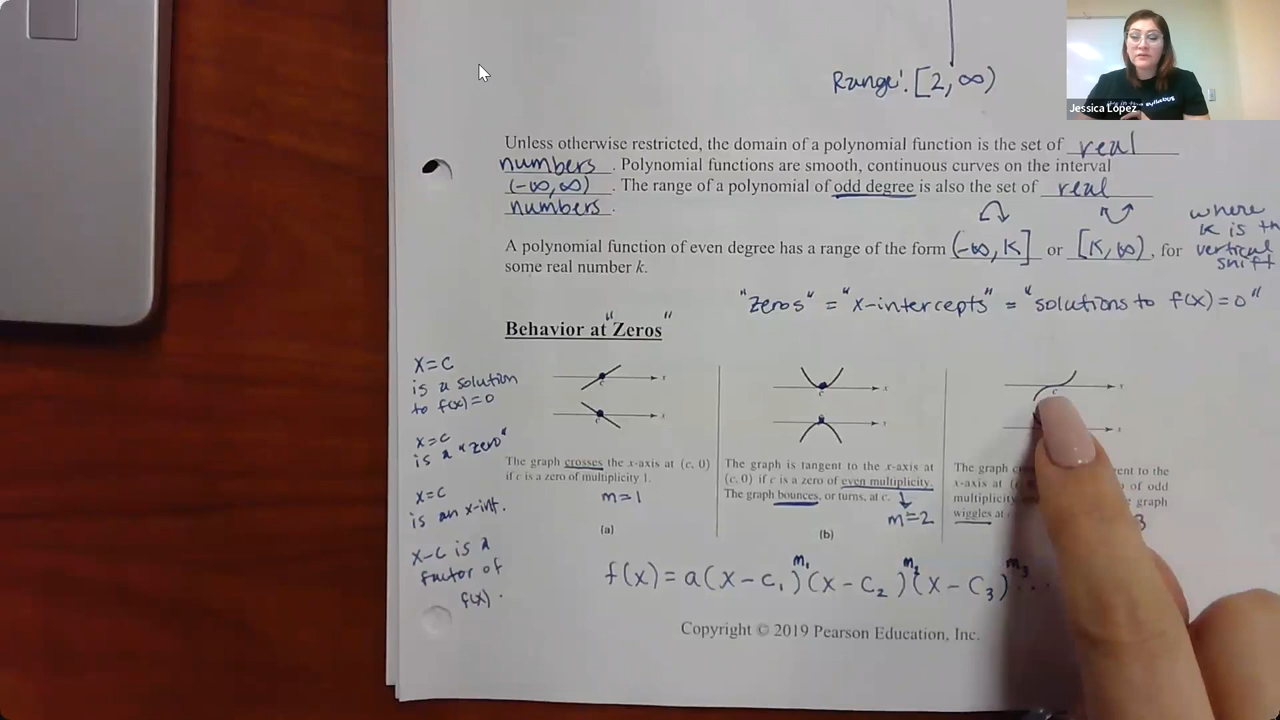 Range: [2, ∞)
Jessica Lopez
Unless otherwise restricted, the domain of a polynomial function is the set of real
numbers. Polynomial functions are smooth, continuous curves on the interval
(-∞,∞). The range of a polynomial of odd degree is also the set of real
numbers.
where
K is th
vertical
shift
A polynomial function of even degree has a range of the form (-∞, K] or [K, ∞), for
some real number k.
"zeros" = "x-intercepts" = "solutions to f(x)=0"
Behavior at "Zeros"
X=C
is a solution
to f(x)=0
x=c
is a "zero"
x=c
is an x-int.
x-c is a
factor of
f(x).
The graph crosses the x-axis at (c, 0)
if c is a zero of multiplicity 1.
m=1
(a)
The graph is tangent to the x-axis at
(c, 0) if c is a zero of even multiplicity.
The graph bounces, or turns, at c.
m=2
(b)
The graph
x-axis at of odd
multiplicity graph
wiggles at
3
f(x) = a(x-c₁)^m₁ (x-c₂)^m₂ (x-c₃)^m₃ ...
Copyright © 2019 Pearson Education, Inc.